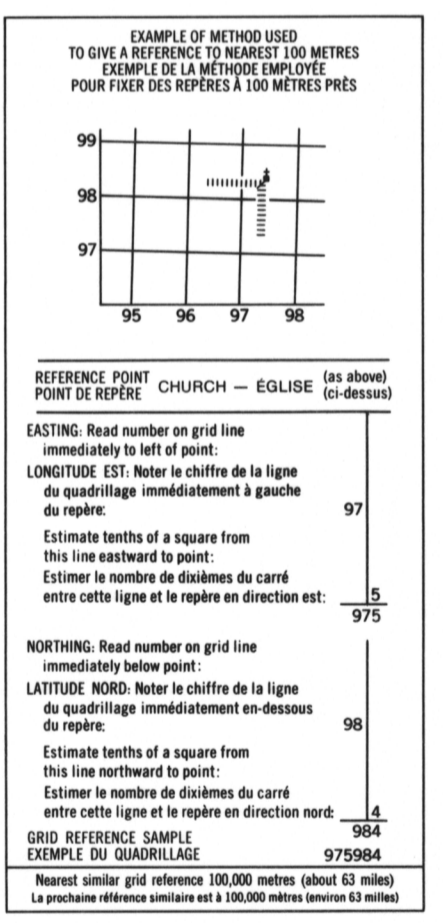 EXAMPLE OF METHOD USED
TO GIVE A REFERENCE TO NEAREST 100 METRES
EXEMPLE DE LA MÉTHODE EMPLOYÉE
POUR FIXER DES REPÈRES À 100 MÈTRES PRÈS
99
98
97
95 96 97 98
REFERENCE POINT
POINT DE REPÈRE
CHURCH — ÉGLISE
(as above)
(ci-dessus)
EASTING: Read number on grid line
immediately to left of point:
LONGITUDE EST: Noter le chiffre de la ligne
du quadrillage immédiatement à gauche
du repère: 97
Estimate tenths of a square from
this line eastward to point:
Estimer le nombre de dixièmes du carré
entre cette ligne et le repère en direction est: 5
975
NORTHING: Read number on grid line
immediately below point:
LATITUDE NORD: Noter le chiffre de la ligne
du quadrillage immédiatement en-dessous
du repère: 98
Estimate tenths of a square from
this line northward to point:
Estimer le nombre de dixièmes du carré
entre cette ligne et le repère en direction nord: 4
984
GRID REFERENCE SAMPLE
EXEMPLE DU QUADRILLAGE 975984
Nearest similar grid reference 100,000 metres (about 63 miles)
La prochaine référence similaire est à 100,000 mètres (environ 63 milles)